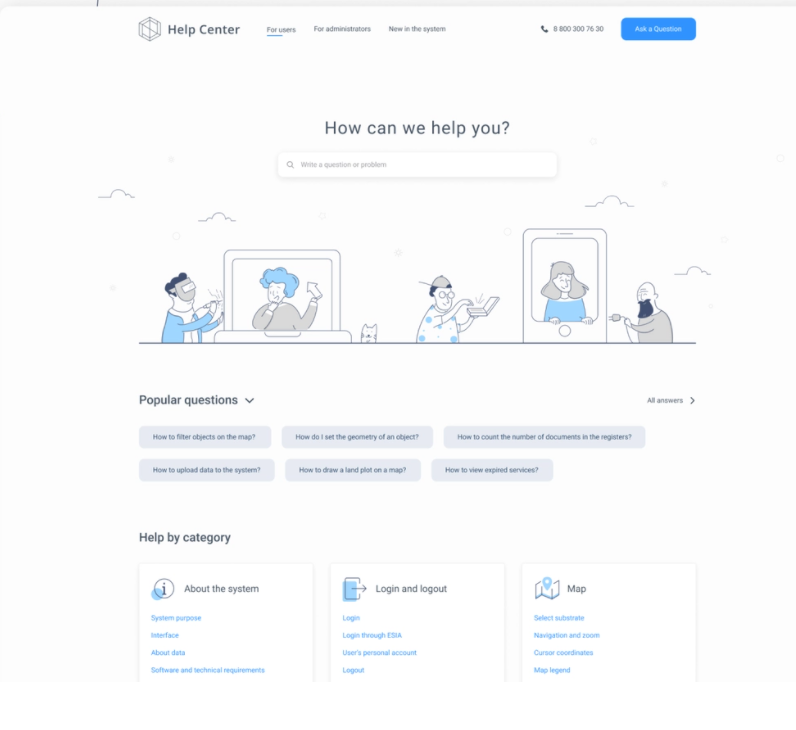 Help Center
For users
For administrators
New in the system
8 800 300 76 30
Ask a Question
How can we help you?
Write a question or problem
Popular questions
All answers
How to filter objects on the map?
How do I set the geometry of an object?
How to count the number of documents in the registers?
How to upload data to the system?
How to draw a land plot on a map?
How to view expired services?
Help by category
About the system
System purpose
Interface
About data
Software and technical requirements
Login and logout
Login
Login through ESIA
User's personal account
Logout
Map
Select substrate
Navigation and zoom
Cursor coordinates
Map legend